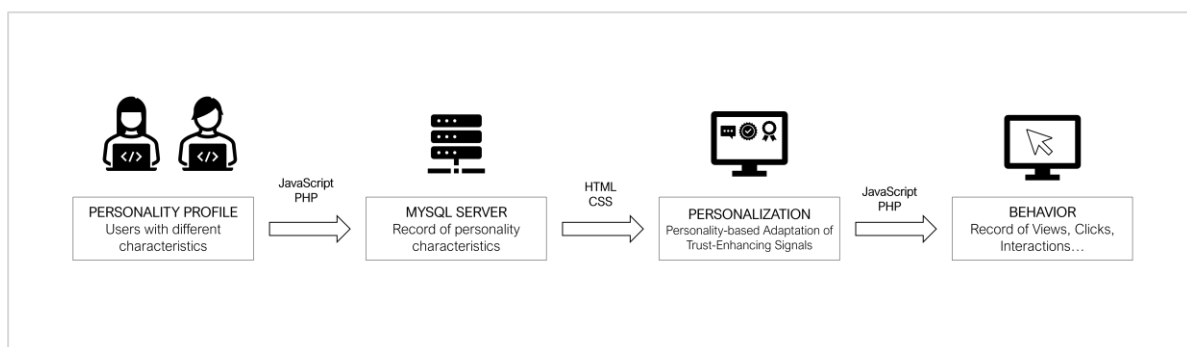 </>
</>
JavaScript
PHP
HTML
CSS
JavaScript
PHP
PERSONALITY PROFILE
Users with different
characteristics
MYSQL SERVER
Record of personality
characteristics
PERSONALIZATION
Personality-based Adaptation of
Trust-Enhancing Signals
BEHAVIOR
Record of Views, Clicks,
Interactions...